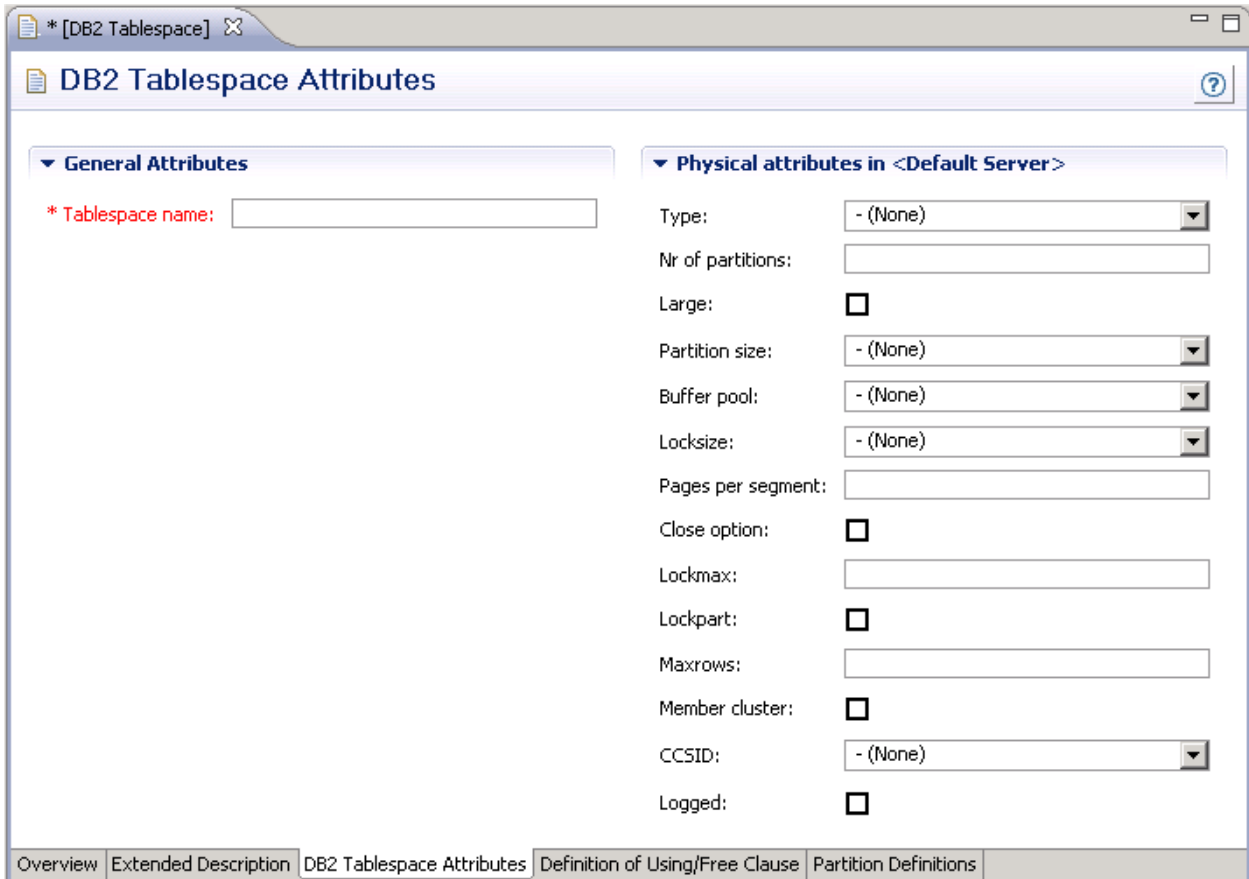 * [DB2 Tablespace]
DB2 Tablespace Attributes
General Attributes
* Tablespace name:
Physical attributes in <Default Server>
Type: - (None)
Nr of partitions:
Large:
Partition size: - (None)
Buffer pool: - (None)
Locksize: - (None)
Pages per segment:
Close option:
Lockmax:
Lockpart:
Maxrows:
Member cluster:
CCSID: - (None)
Logged:
Overview Extended Description DB2 Tablespace Attributes Definition of Using/Free Clause Partition Definitions